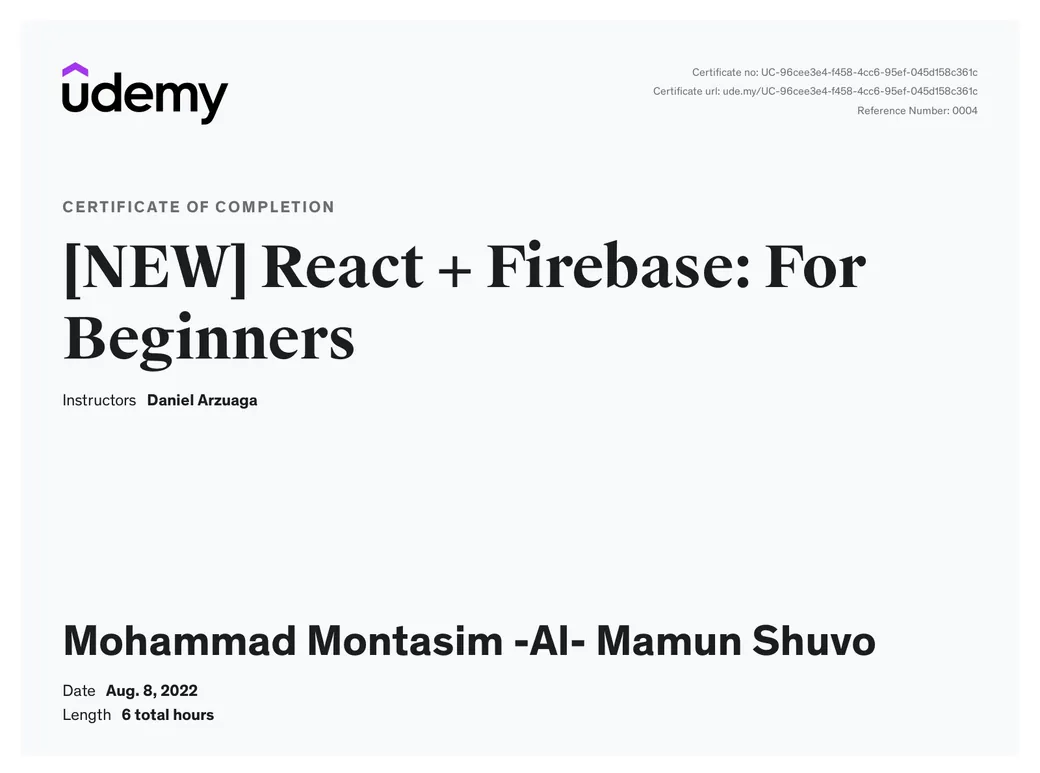 udemy
Certificate no: UC-96cee3e4-f458-4cc6-95ef-045d158c361c
Certificate url: ude.my/UC-96cee3e4-f458-4cc6-95ef-045d158c361c
Reference Number: 0004
CERTIFICATE OF COMPLETION
[NEW] React + Firebase: For
Beginners
Instructors Daniel Arzuaga
Mohammad Montasim -Al- Mamun Shuvo
Date Aug. 8, 2022
Length 6 total hours